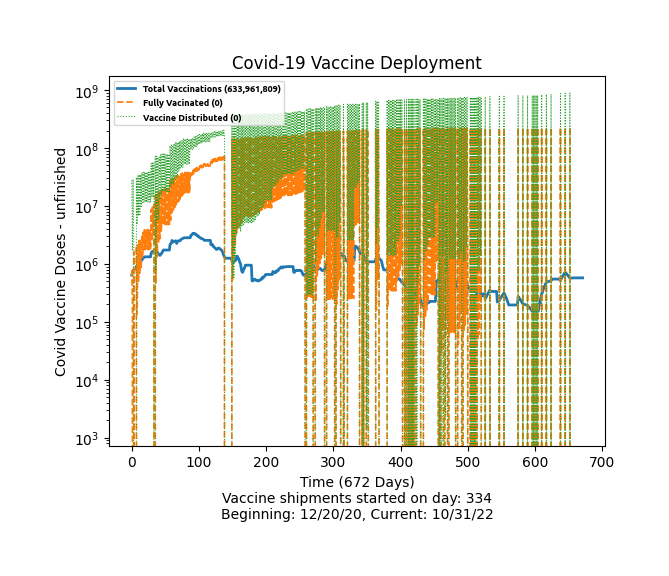 Covid-19 Vaccine Deployment
Total Vaccinations (633,961,809)
Fully Vacinated (0)
Vaccine Distributed (0)
Covid Vaccine Doses - unfinished
10⁹
10⁸
10⁷
10⁶
10⁵
10⁴
10³
0 100 200 300 400 500 600 700
Time (672 Days)
Vaccine shipments started on day: 334
Beginning: 12/20/20, Current: 10/31/22